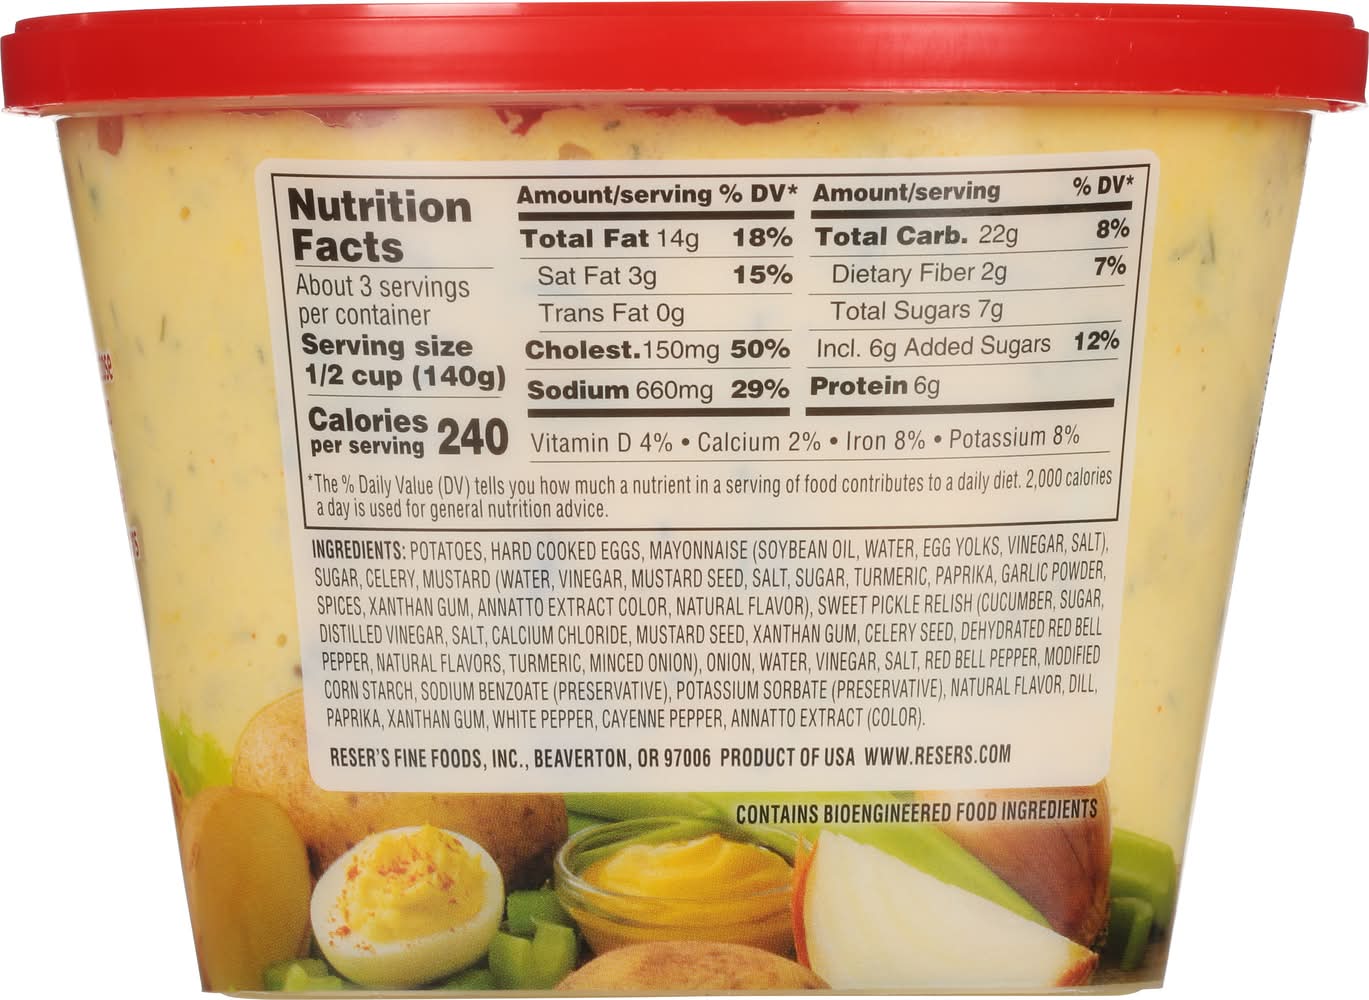 Nutrition
Facts
About 3 servings
per container
Serving size
1/2 cup (140g)
Calories
per serving 240
Amount/serving % DV*
Total Fat 14g 18%
Sat Fat 3g 15%
Trans Fat 0g
Cholest. 150mg 50%
Sodium 660mg 29%
Amount/serving % DV*
Total Carb. 22g 8%
Dietary Fiber 2g 7%
Total Sugars 7g
Incl. 6g Added Sugars 12%
Protein 6g
Vitamin D 4% • Calcium 2% • Iron 8% • Potassium 8%
*The % Daily Value (DV) tells you how much a nutrient in a serving of food contributes to a daily diet. 2,000 calories
a day is used for general nutrition advice.
INGREDIENTS: POTATOES, HARD COOKED EGGS, MAYONNAISE (SOYBEAN OIL, WATER, EGG YOLKS, VINEGAR, SALT),
SUGAR, CELERY, MUSTARD (WATER, VINEGAR, MUSTARD SEED, SALT, SUGAR, TURMERIC, PAPRIKA, GARLIC POWDER,
SPICES, XANTHAN GUM, ANNATTO EXTRACT COLOR, NATURAL FLAVOR), SWEET PICKLE RELISH (CUCUMBER, SUGAR,
DISTILLED VINEGAR, SALT, CALCIUM CHLORIDE, MUSTARD SEED, XANTHAN GUM, CELERY SEED, DEHYDRATED RED BELL
PEPPER, NATURAL FLAVORS, TURMERIC, MINCED ONION), ONION, WATER, VINEGAR, SALT, RED BELL PEPPER, MODIFIED
CORN STARCH, SODIUM BENZOATE (PRESERVATIVE), POTASSIUM SORBATE (PRESERVATIVE), NATURAL FLAVOR, DILL,
PAPRIKA, XANTHAN GUM, WHITE PEPPER, CAYENNE PEPPER, ANNATTO EXTRACT (COLOR).
RESER'S FINE FOODS, INC., BEAVERTON, OR 97006 PRODUCT OF USA WWW.RESERS.COM
CONTAINS BIOENGINEERED FOOD INGREDIENTS